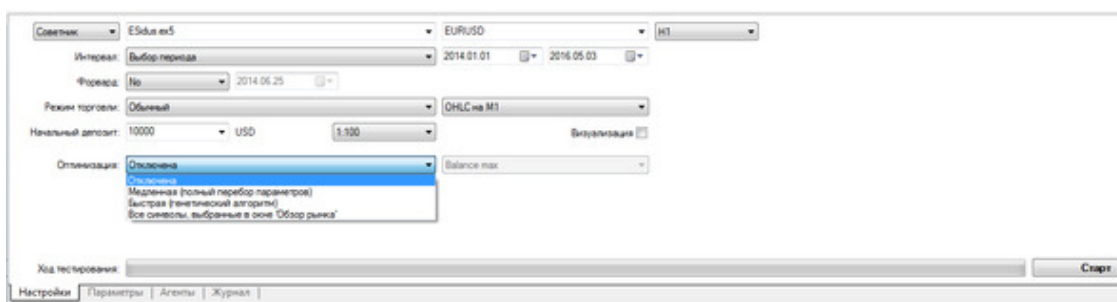 Советник ESidus ex5 EURUSD H1
Интервал: Выбор периода 2014.01.01 2016.05.03
Форвард: No 2014.06.25
Режим торговли: Обычный OHLC на M1
Начальный депозит: 10000 USD 1:100 Визуализация
Оптимизация: Отключена Balance max
Отключена
Медленная (полный перебор параметров)
Быстрая (генетический алгоритм)
Все символы, выбранные в окне 'Обзор рынка'
Ход тестирования: Старт
Настройки Параметры Агенты Журнал